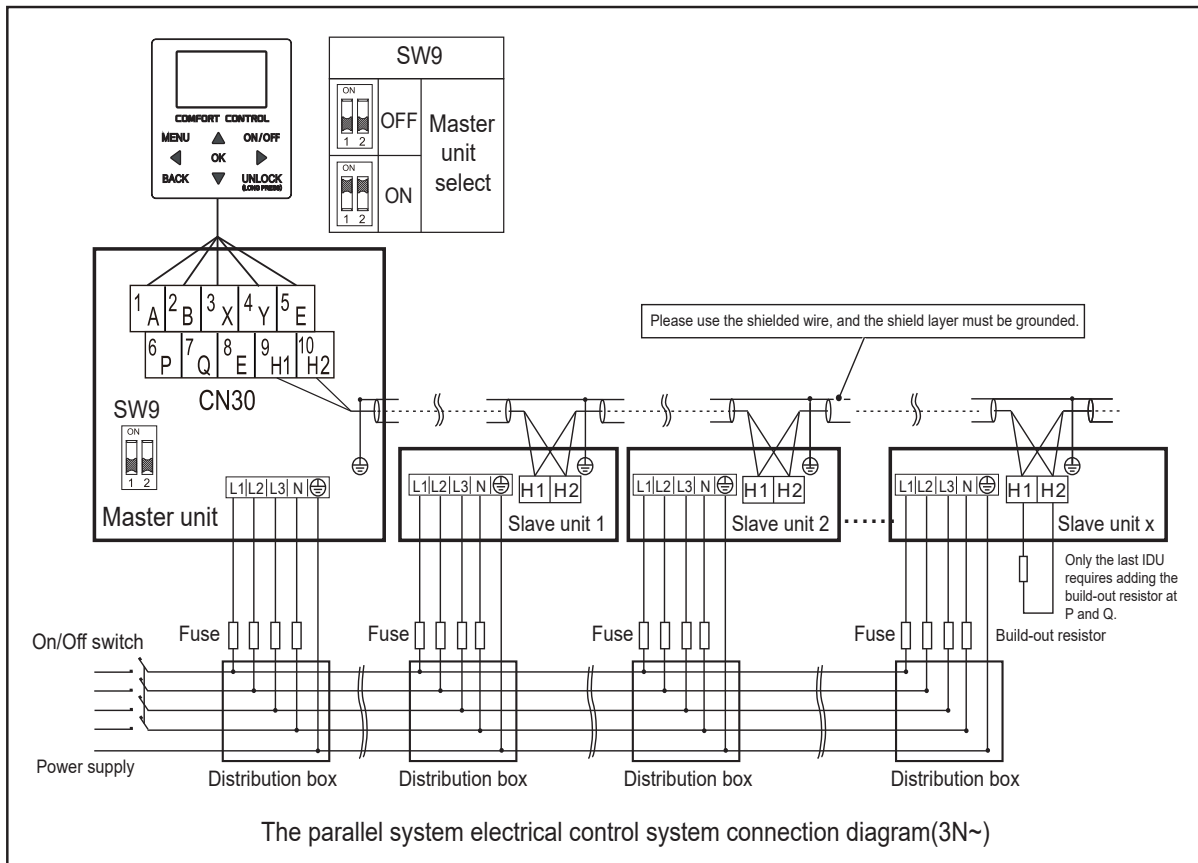 SW9
ON
1 2
OFF
ON
1 2
ON
Master
unit
select
COMFORT CONTROL
MENU ON/OFF
OK
BACK UNLOCK
(LONG PRESS)
1 A 2 B 3 X 4 Y 5 E
6 P 7 Q 8 E 9 H1 10 H2
CN30
SW9
ON
1 2
L1 L2 L3 N
Master unit
Please use the shielded wire, and the shield layer must be grounded.
L1 L2 L3 N
H1 H2
Slave unit 1
L1 L2 L3 N
H1 H2
Slave unit 2
L1 L2 L3 N
H1 H2
Slave unit x
Only the last IDU
requires adding the
build-out resistor at
P and Q.
Build-out resistor
On/Off switch
Fuse
Fuse
Fuse
Fuse
Power supply
Distribution box
Distribution box
Distribution box
Distribution box
The parallel system electrical control system connection diagram(3N~)